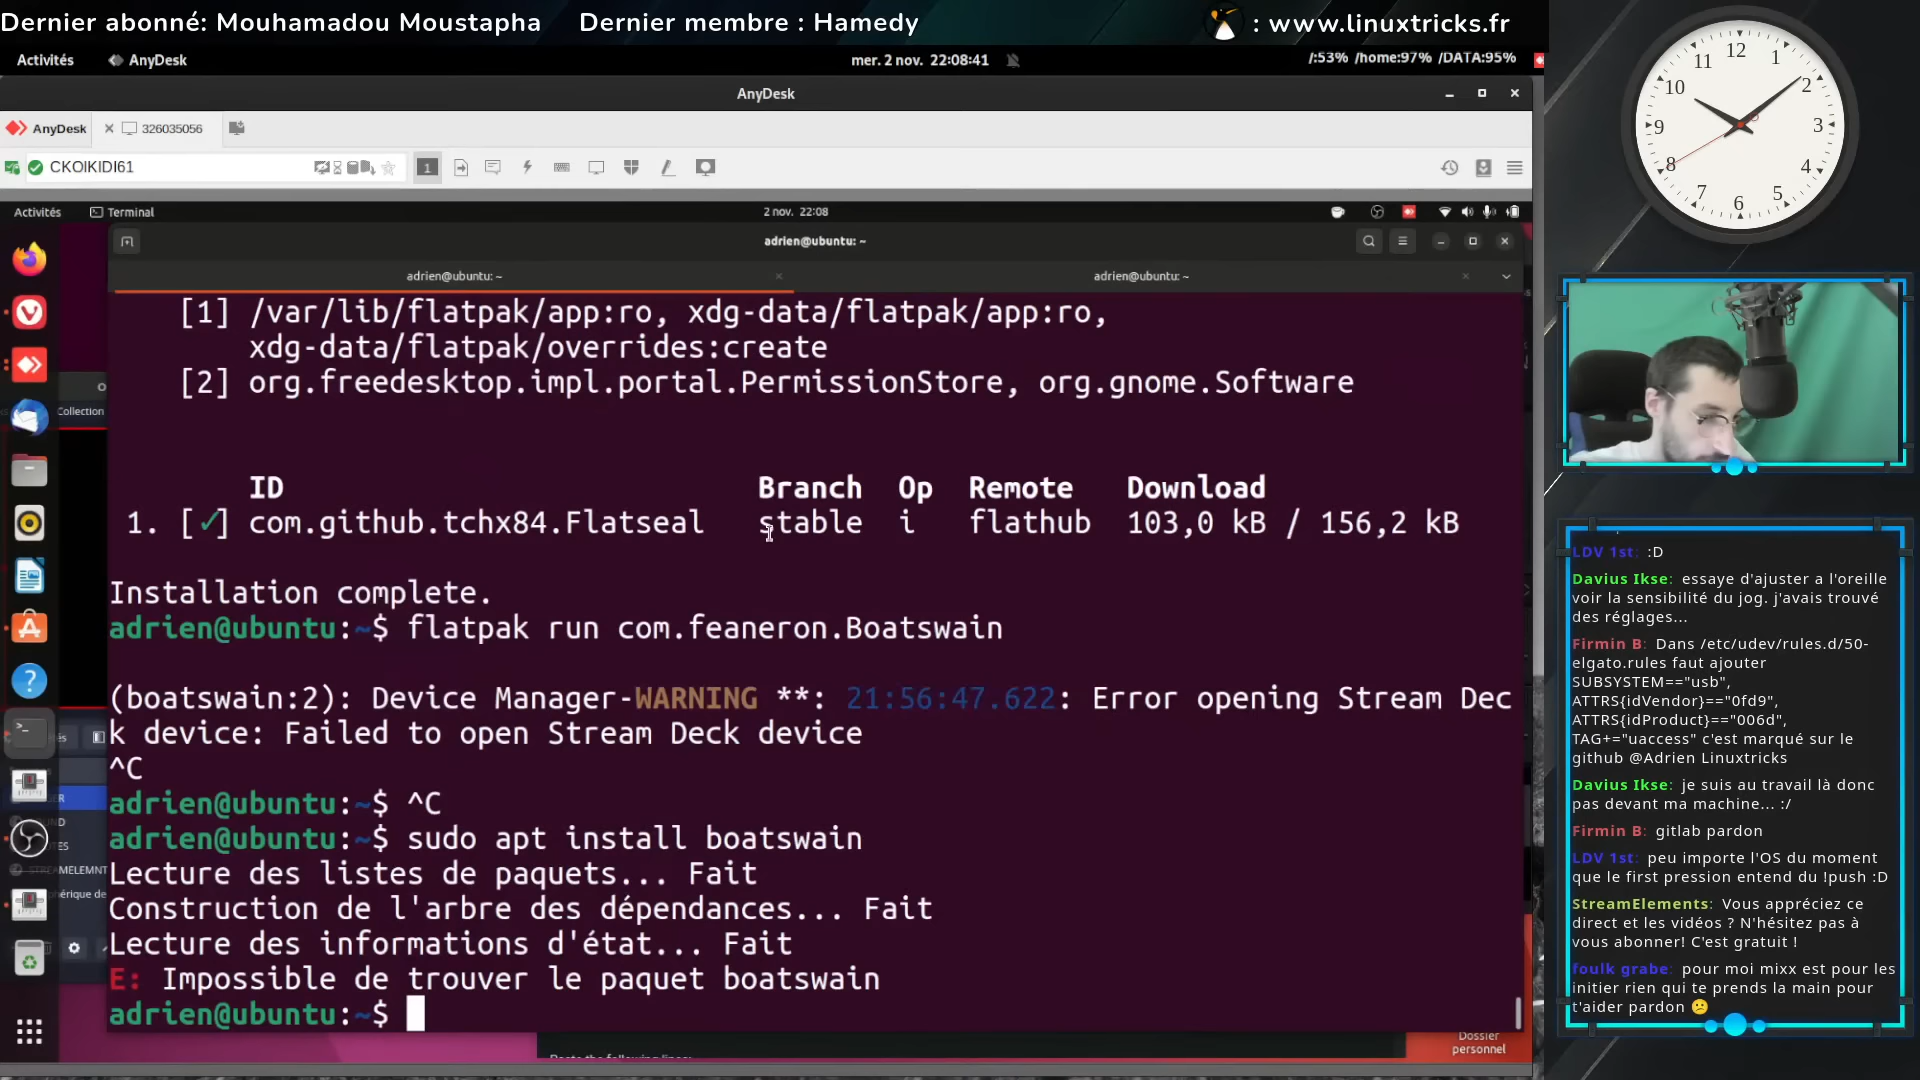 Dernier abonné: Mouhamadou Moustapha Dernier membre : Hamedy : www.linuxtricks.fr
Activités AnyDesk mer. 2 nov. 22:08:41 /:53% /home:97% /DATA:95%
AnyDesk
AnyDesk 326035056
CKOIKIDI61 1
Activités Terminal 2 nov. 22:08
adrien@ubuntu: ~
adrien@ubuntu: ~ adrien@ubuntu: ~
[1] /var/lib/flatpak/app:ro, xdg-data/flatpak/app:ro,
xdg-data/flatpak/overrides:create
[2] org.freedesktop.impl.portal.PermissionStore, org.gnome.Software
ID Branch Op Remote Download
1. [✓] com.github.tchx84.Flatseal stable i flathub 103,0 kB / 156,2 kB
Installation complete.
adrien@ubuntu:~$ flatpak run com.feaneron.Boatswain
(boatswain:2): Device Manager-WARNING **: 21:56:47.622: Error opening Stream Dec
k device: Failed to open Stream Deck device
^C
adrien@ubuntu:~$ ^C
adrien@ubuntu:~$ sudo apt install boatswain
Lecture des listes de paquets... Fait
Construction de l'arbre des dépendances... Fait
Lecture des informations d'état... Fait
E: Impossible de trouver le paquet boatswain
adrien@ubuntu:~$
Collection
Dossier
personnel
12
1
2
3
4
5
6
7
8
9
10
11
LDV 1st: :D
Davius Ikse: essaye d'ajuster a l'oreille
voir la sensibilité du jog. j'avais trouvé
des réglages...
Firmin B: Dans /etc/udev/rules.d/50-
elgato.rules faut ajouter
SUBSYSTEM=="usb",
ATTRS{idVendor}=="0fd9",
ATTRS{idProduct}=="006d",
TAG+="uaccess" c'est marqué sur le
github @Adrien Linuxtricks
Davius Ikse: je suis au travail là donc
pas devant ma machine... :/
Firmin B: gitlab pardon
LDV 1st: peu importe l'OS du moment
que le first pression entend du !push :D
StreamElements: Vous appréciez ce
direct et les vidéos ? N'hésitez pas à
vous abonner! C'est gratuit !
foulk grabe: pour moi mixx est pour les
initier rien qui te prends la main pour
t'aider pardon 😕